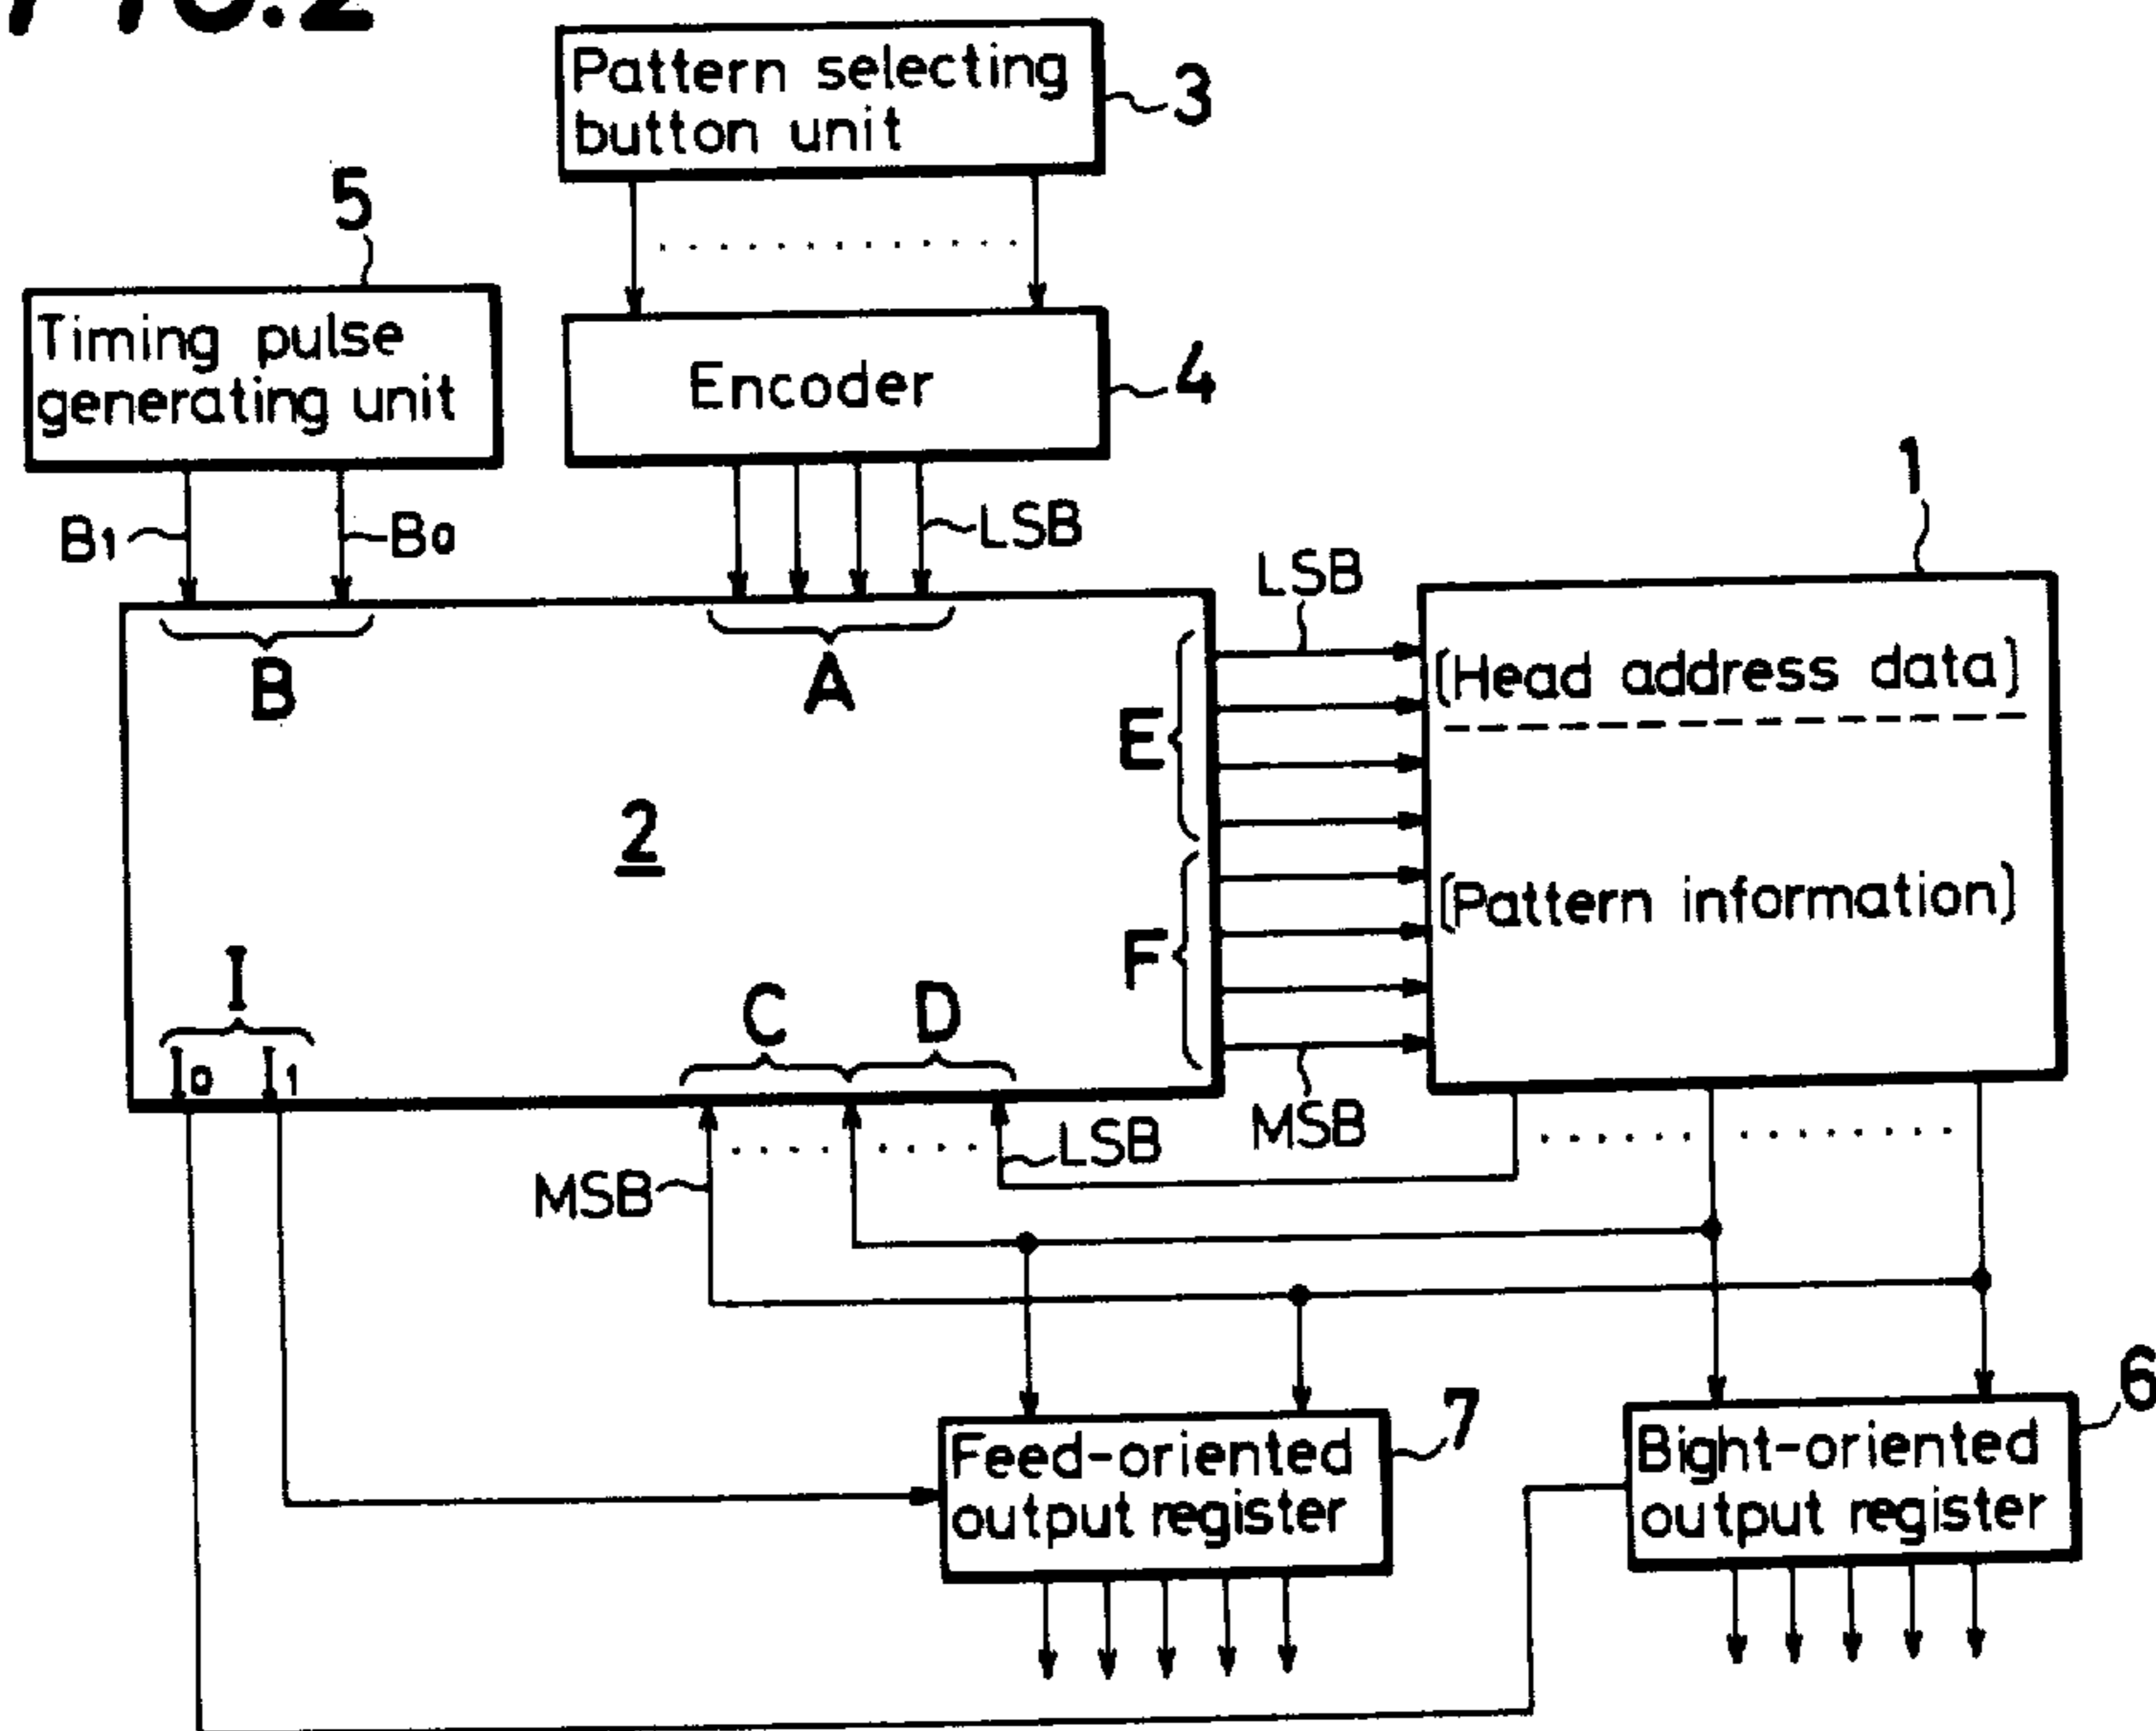 FIG.2
Pattern selecting
button unit
3
5
Timing pulse
generating unit
Encoder
4
1
B1
B0
LSB
LSB
B
A
(Head address data)
E
2
(Pattern information)
F
I
C
D
I0
I1
MSB
LSB
MSB
6
7
Feed-oriented
output register
Bight-oriented
output register